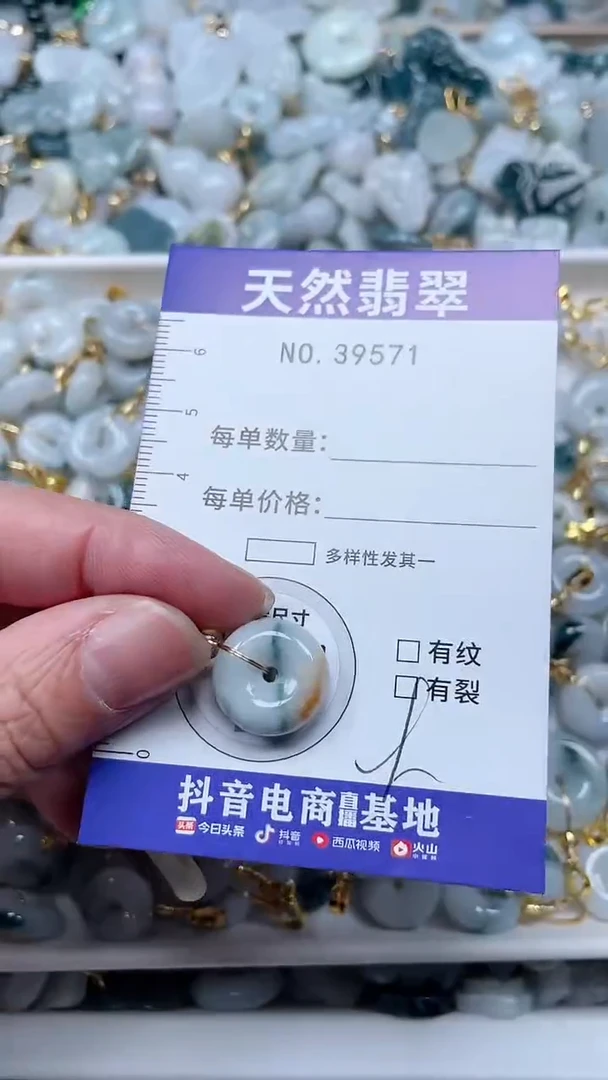 天然翡翠
NO. 39571
6
每单数量:
5
4
每单价格:
多样性发其一
尺寸
有纹
有裂
0
抖音电商直播基地
头条 今日头条 抖音 西瓜视频 火山